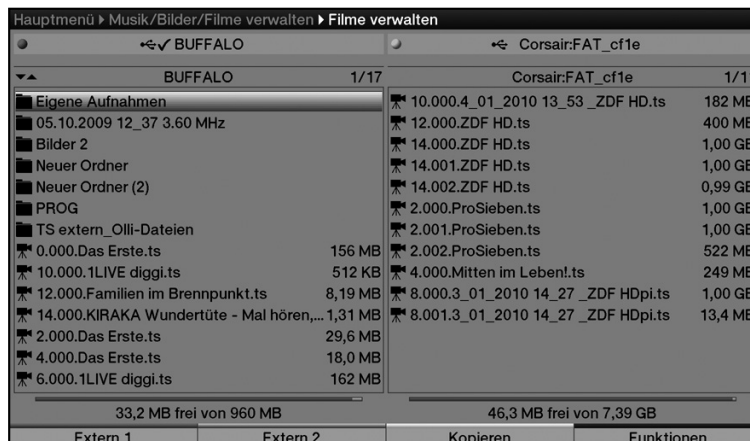 Hauptmenü ▸ Musik/Bilder/Filme verwalten ▸ Filme verwalten
✓ BUFFALO
Corsair:FAT_cf1e
BUFFALO 1/17
Eigene Aufnahmen
05.10.2009 12_37 3.60 MHz
Bilder 2
Neuer Ordner
Neuer Ordner (2)
PROG
TS extern_Olli-Dateien
0.000.Das Erste.ts 156 MB
10.000.1LIVE diggi.ts 512 KB
12.000.Familien im Brennpunkt.ts 8,19 MB
14.000.KIRAKA Wundertüte - Mal hören,... 1,31 MB
2.000.Das Erste.ts 29,6 MB
4.000.Das Erste.ts 18,0 MB
6.000.1LIVE diggi.ts 162 MB
33,2 MB frei von 960 MB
Corsair:FAT_cf1e 1/1
10.000.4_01_2010 13_53 _ZDF HD.ts 182 MB
12.000.ZDF HD.ts 400 MB
14.000.ZDF HD.ts 1,00 GB
14.001.ZDF HD.ts 1,00 GB
14.002.ZDF HD.ts 0,99 GB
2.000.ProSieben.ts 1,00 GB
2.001.ProSieben.ts 1,00 GB
2.002.ProSieben.ts 522 MB
4.000.Mitten im Leben!.ts 249 MB
8.000.3_01_2010 14_27 _ZDF HDpi.ts 1,00 GB
8.001.3_01_2010 14_27 _ZDF HDpi.ts 13,4 MB
46,3 MB frei von 7,39 GB
Extern 1
Extern 2
Kopieren
Funktionen